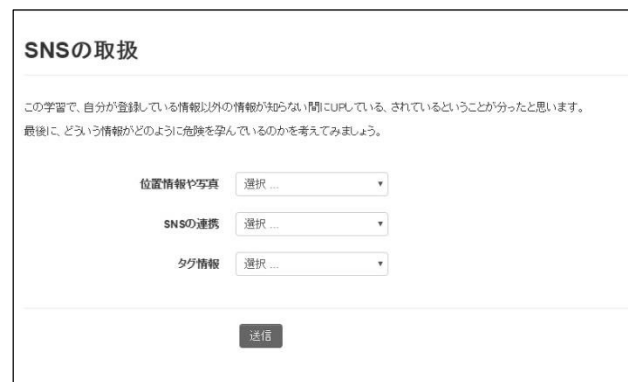 SNSの取扱
この学習で、自分が登録している情報以外の情報が知らない間にUPしている、されているということが分ったと思います。
最後に、どういう情報がどのように危険を孕んでいるのかを考えてみましょう。
位置情報や写真 選択 ...
SNSの連携 選択 ...
タグ情報 選択 ...
送信